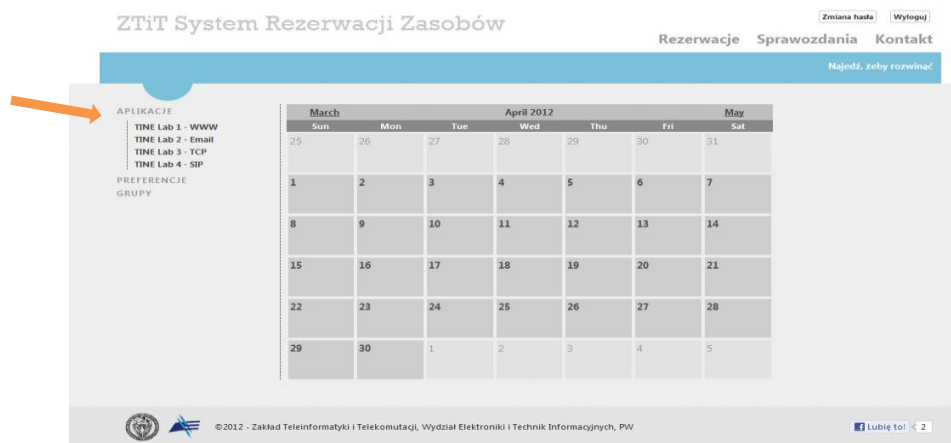 ZTiT System Rezerwacji Zasobów
Zmiana hasła Wyloguj
Rezerwacje Sprawozdania Kontakt
Najedź, żeby rozwinąć
APLIKACJE
TINE Lab 1 - WWW
TINE Lab 2 - Email
TINE Lab 3 - TCP
TINE Lab 4 - SIP
PREFERENCJE
GRUPY
March April 2012 May
Sun Mon Tue Wed Thu Fri Sat
25 26 27 28 29 30 31
1 2 3 4 5 6 7
8 9 10 11 12 13 14
15 16 17 18 19 20 21
22 23 24 25 26 27 28
29 30 1 2 3 4 5
©2012 - Zakład Teleinformatyki i Telekomutacji, Wydział Elektroniki i Technik Informacyjnych, PW
Lubię to! 2